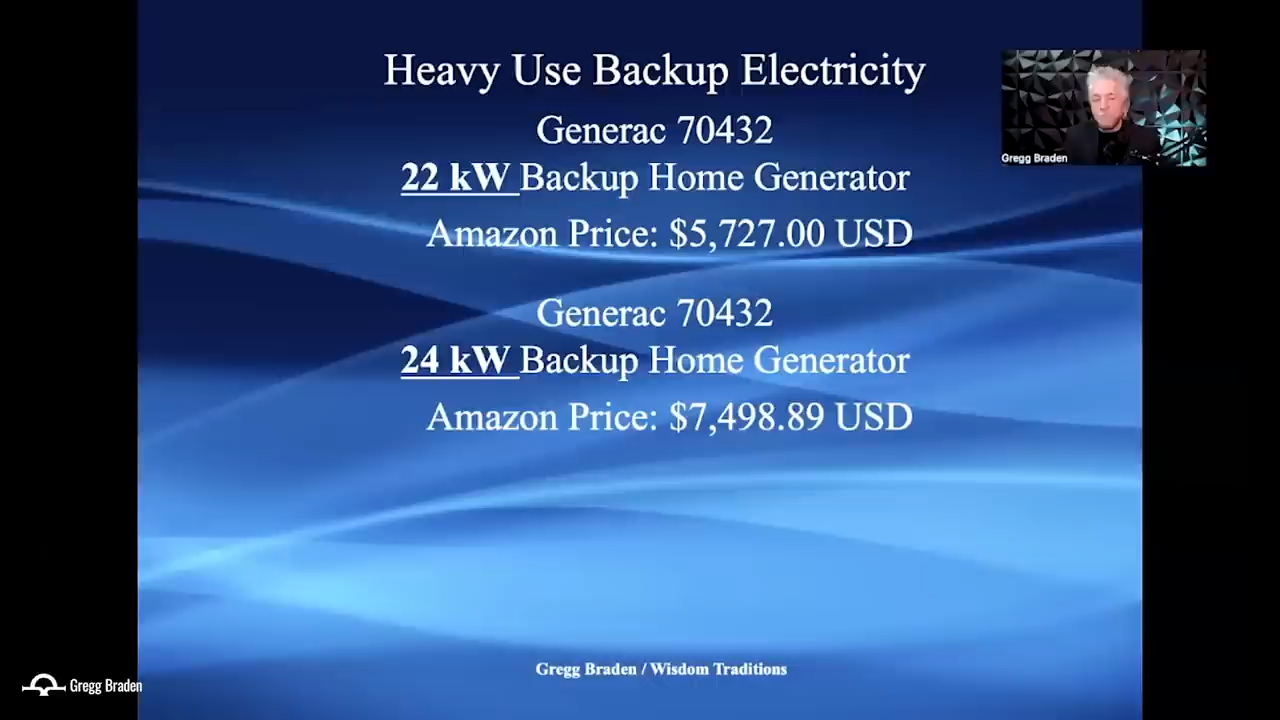 Heavy Use Backup Electricity
Generac 70432
22 kW Backup Home Generator
Amazon Price: $5,727.00 USD
Generac 70432
24 kW Backup Home Generator
Amazon Price: $7,498.89 USD
Gregg Braden / Wisdom Traditions
Gregg Braden
Gregg Braden